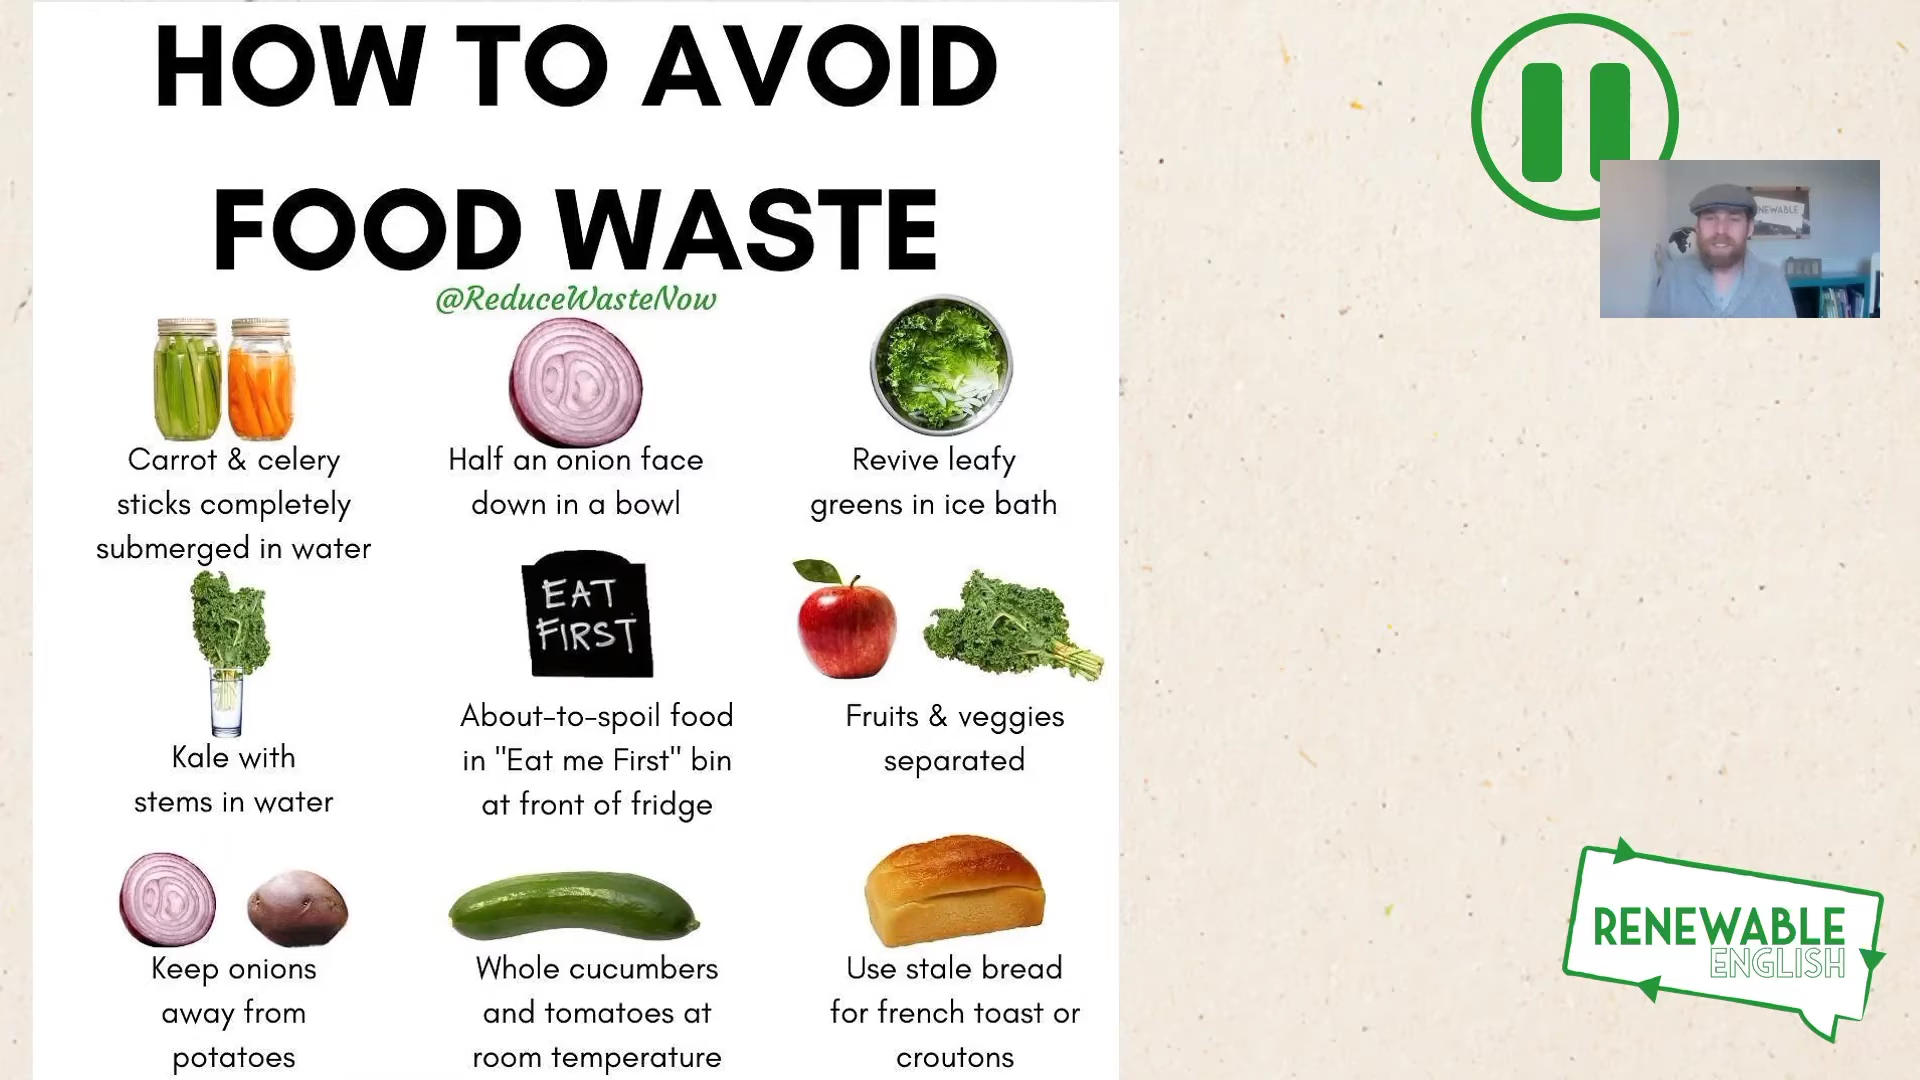 HOW TO AVOID
FOOD WASTE
@ReduceWasteNow
Carrot & celery
sticks completely
submerged in water
Half an onion face
down in a bowl
Revive leafy
greens in ice bath
Kale with
stems in water
EAT
FIRST
About-to-spoil food
in "Eat me First" bin
at front of fridge
Fruits & veggies
separated
Keep onions
away from
potatoes
Whole cucumbers
and tomatoes at
room temperature
Use stale bread
for french toast or
croutons
NEWABLE
RENEWABLE
ENGLISH